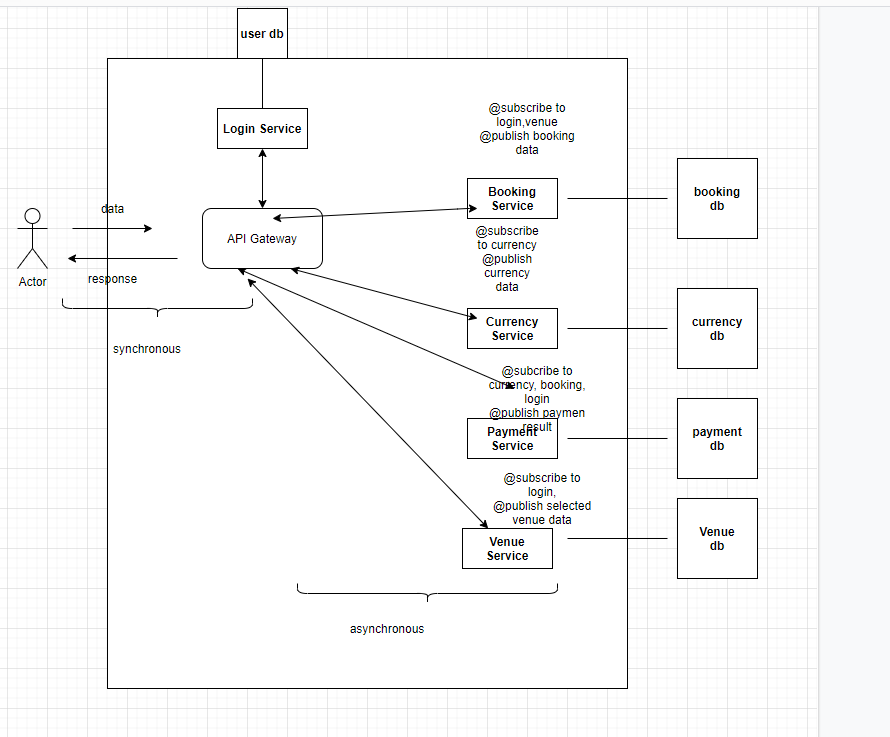 user db
Login Service
@subscribe to
login,venue
@publish booking
data
data
Booking
Service
booking
db
API Gateway
@subscribe
to currency
@publish
currency
data
Actor
response
Currency
Service
currency
db
synchronous
@subcribe to
currency, booking,
login
@publish paymen
result
Payment
Service
payment
db
@subscribe to
login,
@publish selected
venue data
Venue
Service
Venue
db
asynchronous